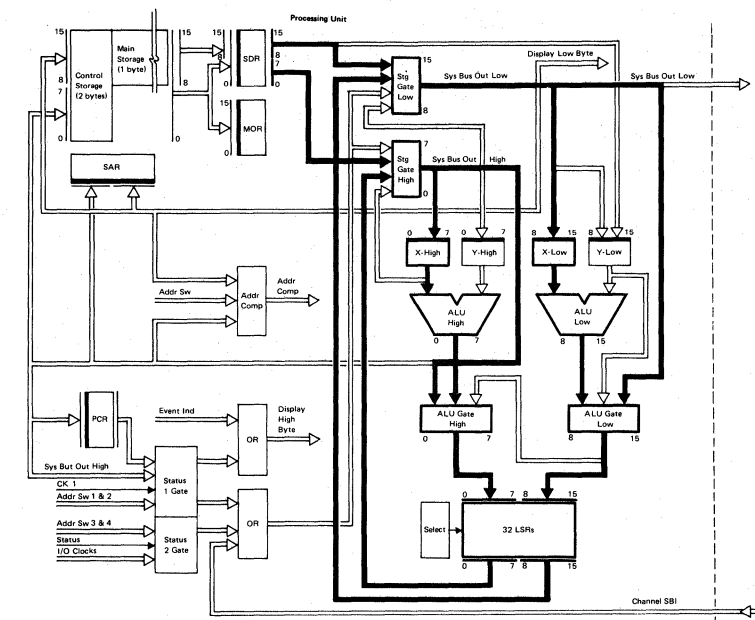 Processing Unit
15
15
15
15
Main
Storage
(1 byte)
8
SDR
8
7
8
7
Control
Storage
(2 bytes)
8
0
0
0
0
15
MOR
0
SAR
15
Stg
Gate
Low
8
Display Low Byte
Sys Bus Out Low
Sys Bus Out Low
7
Stg
Gate
High
0
Sys Bus Out High
0 7
0 7
8 15
8 15
X-High
Y-High
X-Low
Y-Low
Addr Sw
Addr
Comp
Addr
Comp
ALU
High
ALU
Low
0 7
8 15
PCR
Event Ind
OR
Display
High
Byte
ALU Gate
High
ALU Gate
Low
0 7
8 15
Sys But Out High
CK 1
Addr Sw 1 & 2
Status
1 Gate
Addr Sw 3 & 4
Status
I/O Clocks
Status
2 Gate
OR
0 7 8 15
Select
32 LSRs
0 7 8 15
Channel SBI